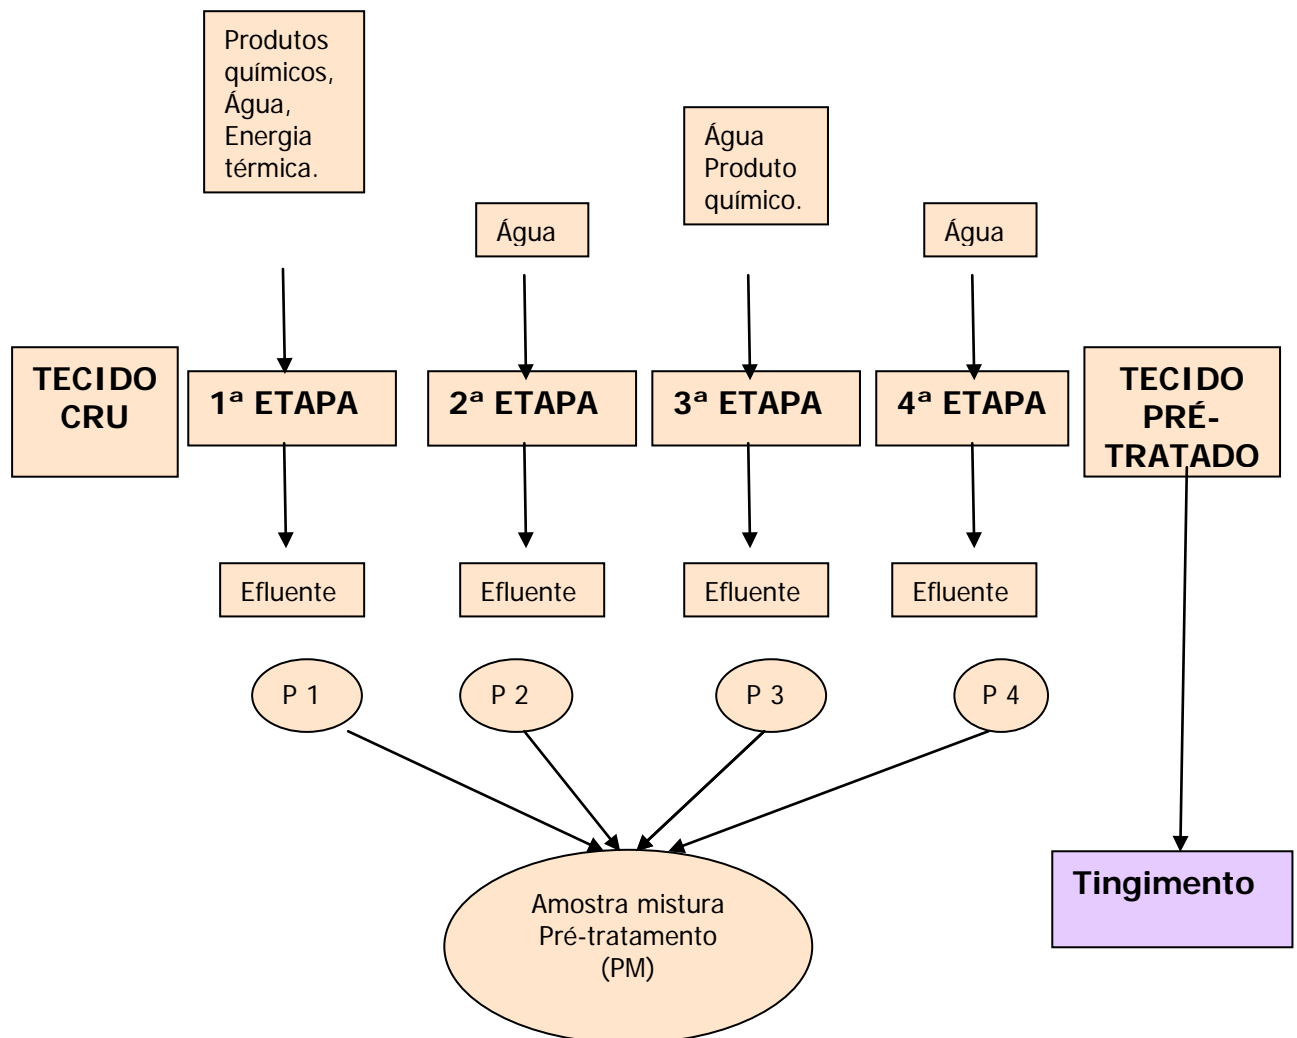 Produtos
químicos,
Água,
Energia
térmica.
Água
Água
Produto
químico.
Água
TECIDO
CRU
1ª ETAPA
2ª ETAPA
3ª ETAPA
4ª ETAPA
TECIDO
PRÉ-
TRATADO
Efluente
Efluente
Efluente
Efluente
P 1
P 2
P 3
P 4
Amostra mistura
Pré-tratamento
(PM)
Tingimento